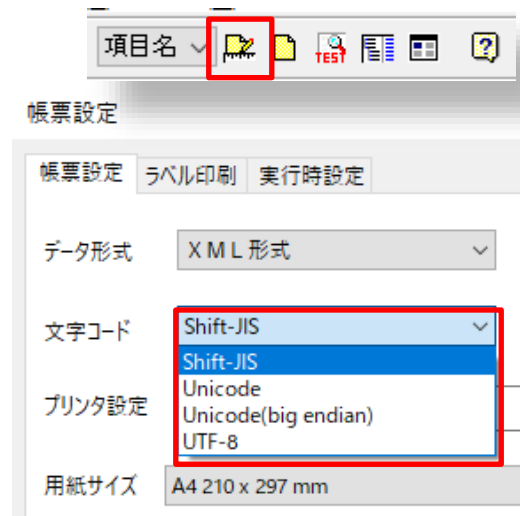 項目名
TEST
帳票設定
帳票設定 ラベル印刷 実行時設定
データ形式 XML形式
文字コード Shift-JIS
Shift-JIS
Unicode
Unicode(big endian)
プリンタ設定
UTF-8
用紙サイズ A4 210 x 297 mm